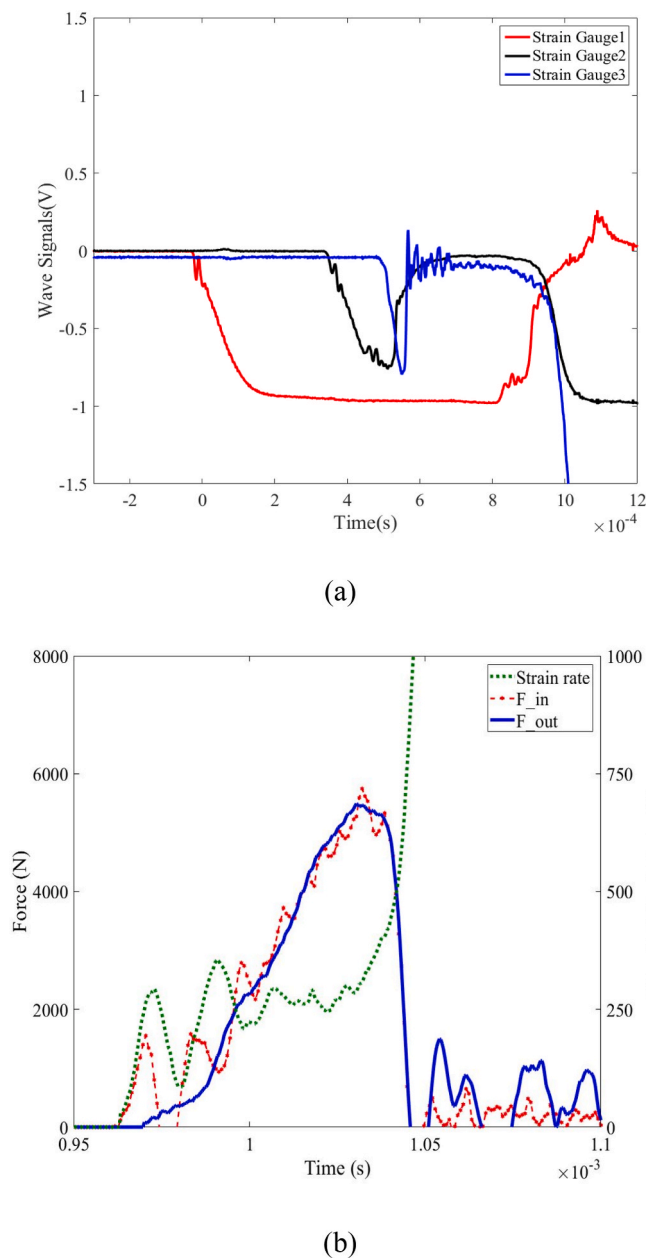 1.5
1
0.5
0
-0.5
-1
-1.5
Wave Signals(V)
Strain Gauge1
Strain Gauge2
Strain Gauge3
-2 0 2 4 6 8 10 12
Time(s)
×10⁻⁴
(a)
8000
6000
4000
2000
0
Force (N)
Strain rate
F_in
F_out
1000
750
500
250
0
0.95 1 1.05 1.1
Time (s)
×10⁻³
(b)